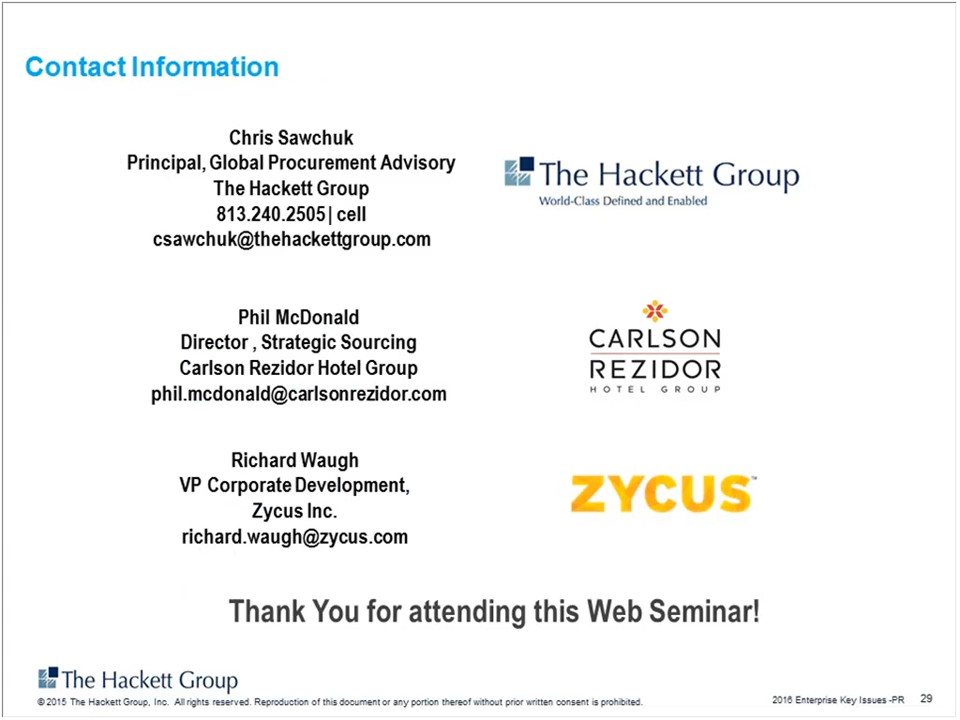 Contact Information
Chris Sawchuk
Principal, Global Procurement Advisory
The Hackett Group
813.240.2505| cell
csawchuk@thehackettgroup.com
The Hackett Group
World-Class Defined and Enabled
Phil McDonald
Director , Strategic Sourcing
Carlson Rezidor Hotel Group
phil.mcdonald@carlsonrezidor.com
CARLSON
REZIDOR
HOTEL GROUP
Richard Waugh
VP Corporate Development,
Zycus Inc.
richard.waugh@zycus.com
ZYCUS™
Thank You for attending this Web Seminar!
The Hackett Group
© 2015 The Hackett Group, Inc. All rights reserved. Reproduction of this document or any portion thereof without prior written consent is prohibited.
2016 Enterprise Key Issues -PR 29